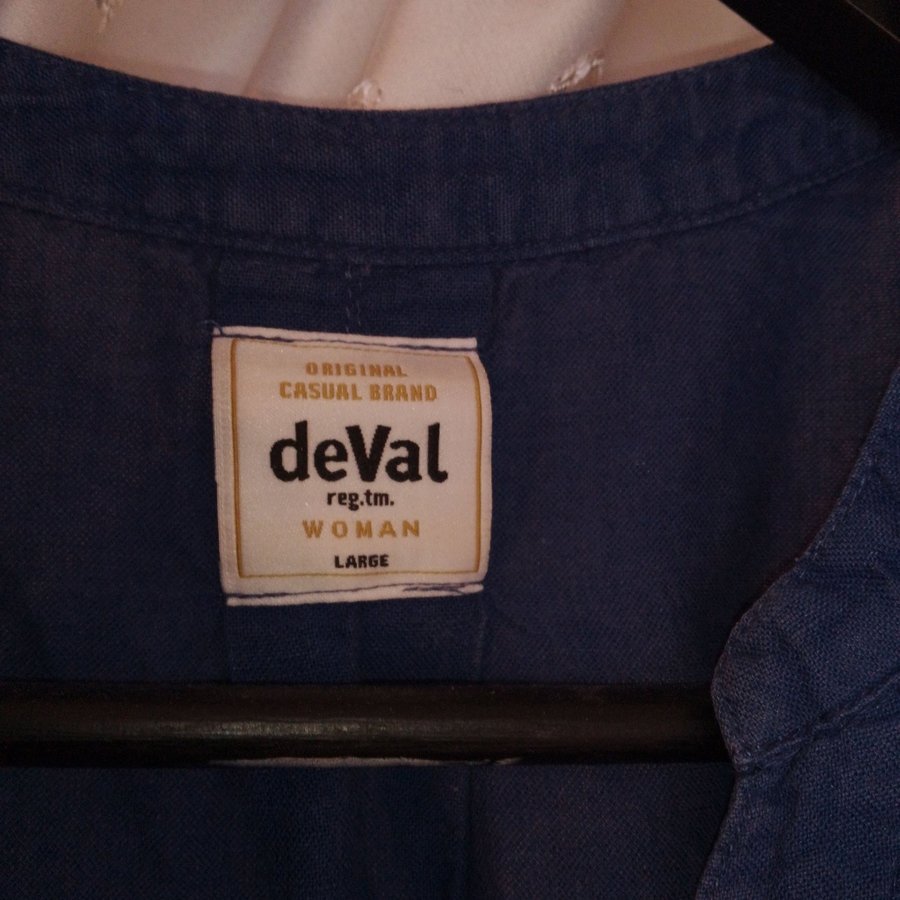 ORIGINAL
CASUAL BRAND
deVal
reg.tm.
WOMAN
LARGE